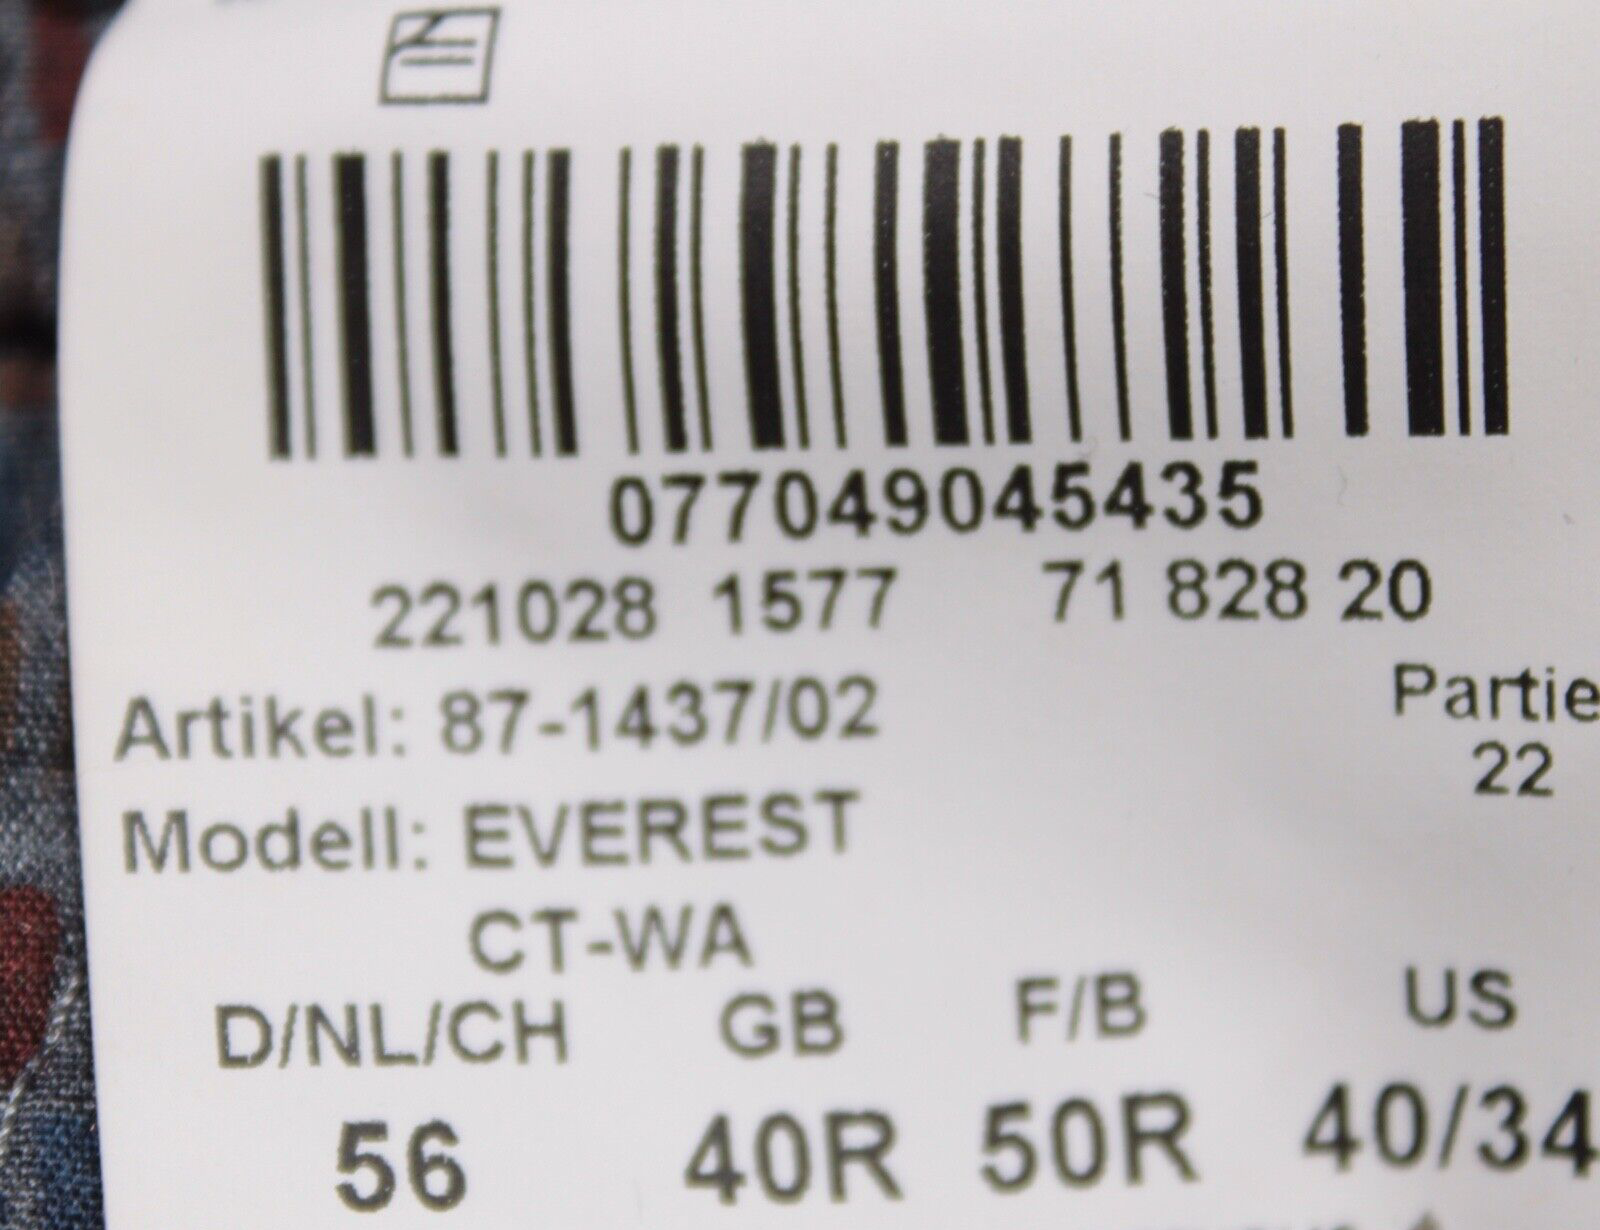 077049045435
221028 1577 71 828 20
Artikel: 87-1437/02 Partie
22
Modell: EVEREST
CT-WA
D/NL/CH GB F/B US
56 40R 50R 40/34